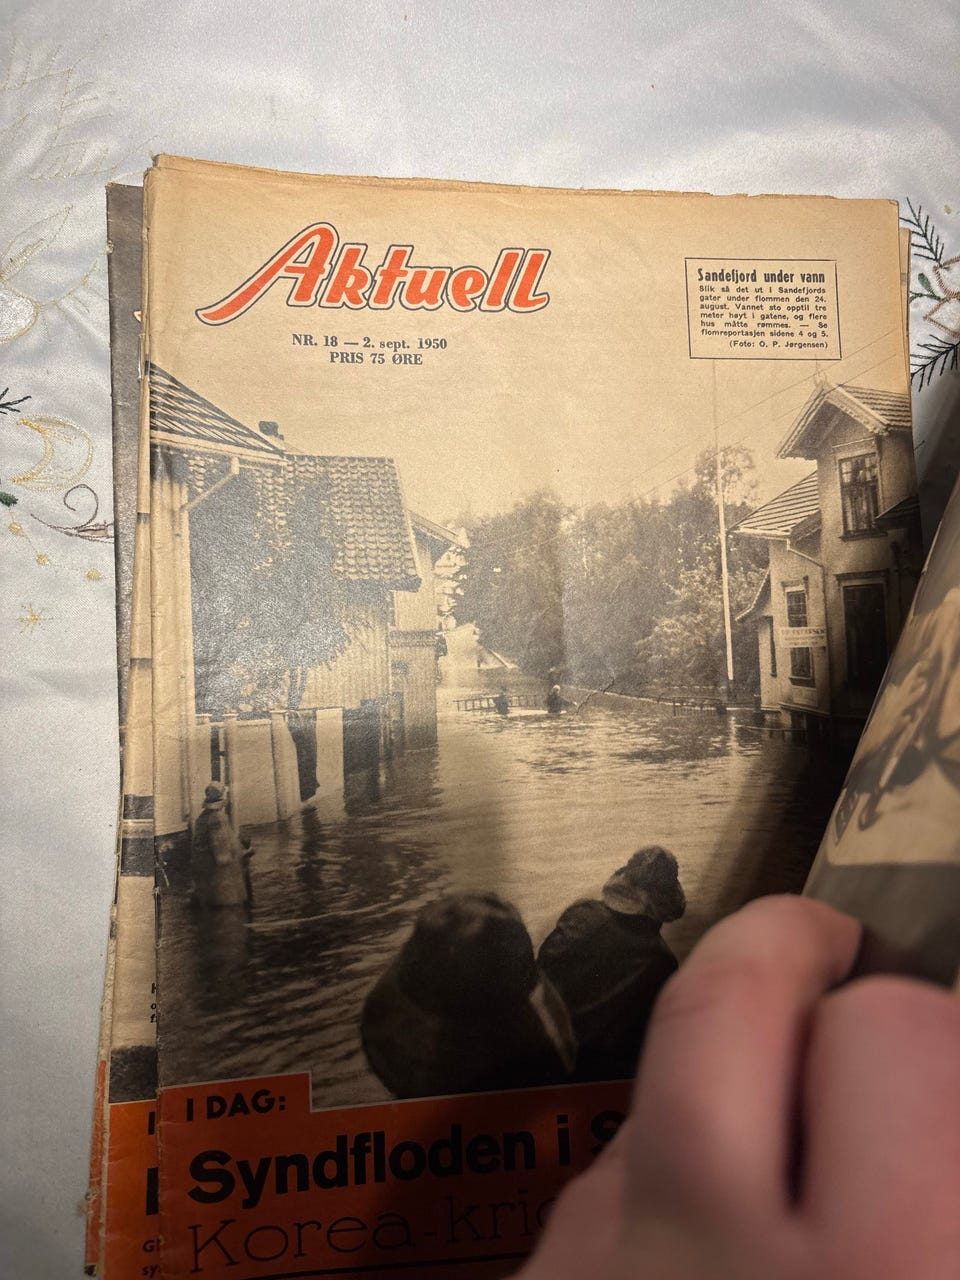 Aktuell
NR. 18 — 2. sept. 1950
PRIS 75 ØRE
Sandefjord under vann
Slik så det ut i Sandefjords
gater under flommen den 24.
august. Vannet sto opptil tre
meter høyt i gatene, og flere
hus måtte rømmes. — Se
flomreportasjen sidene 4 og 5.
(Foto: O. P. Jørgensen)
I DAG:
Syndfloden i S
Korea-krig